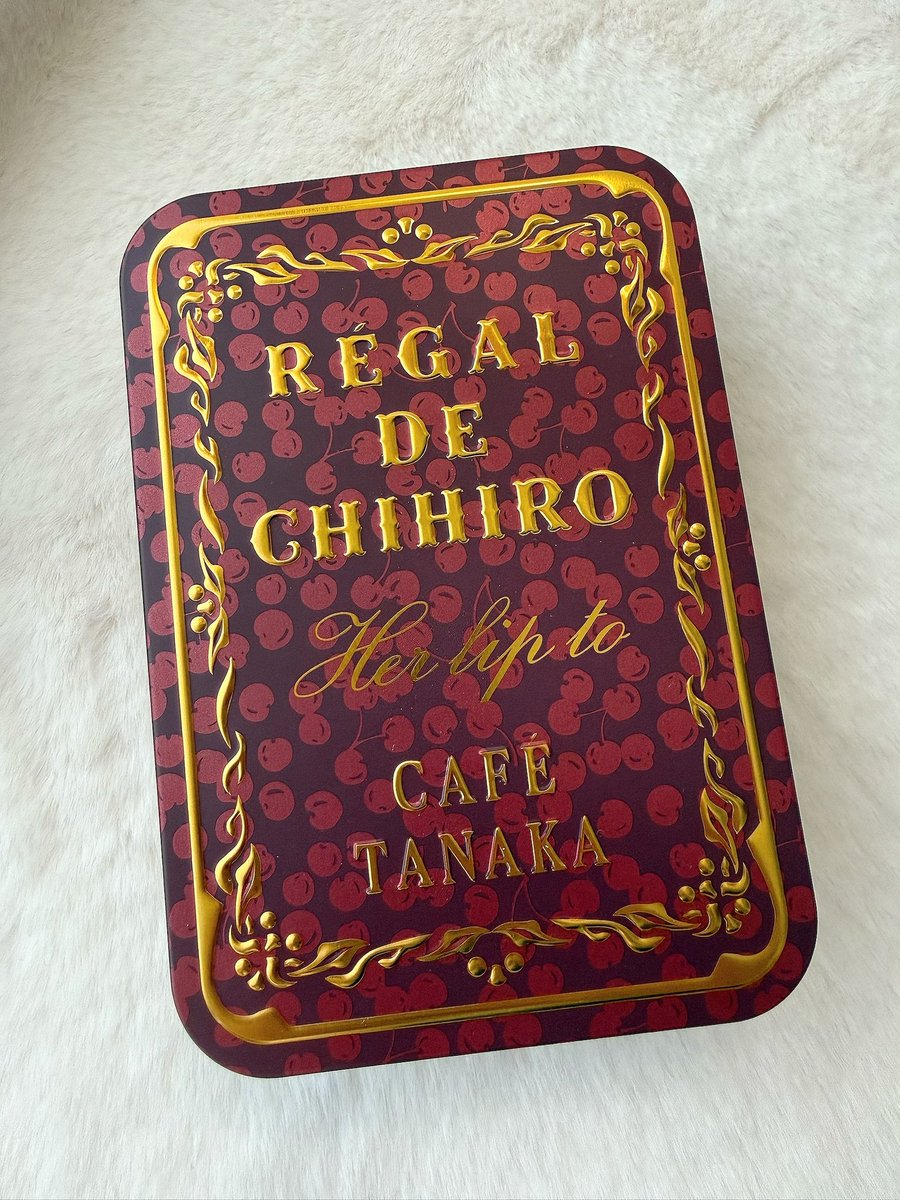 RÉGAL
DE
CHIHIRO
Her lip to
CAFÉ
TANAKA